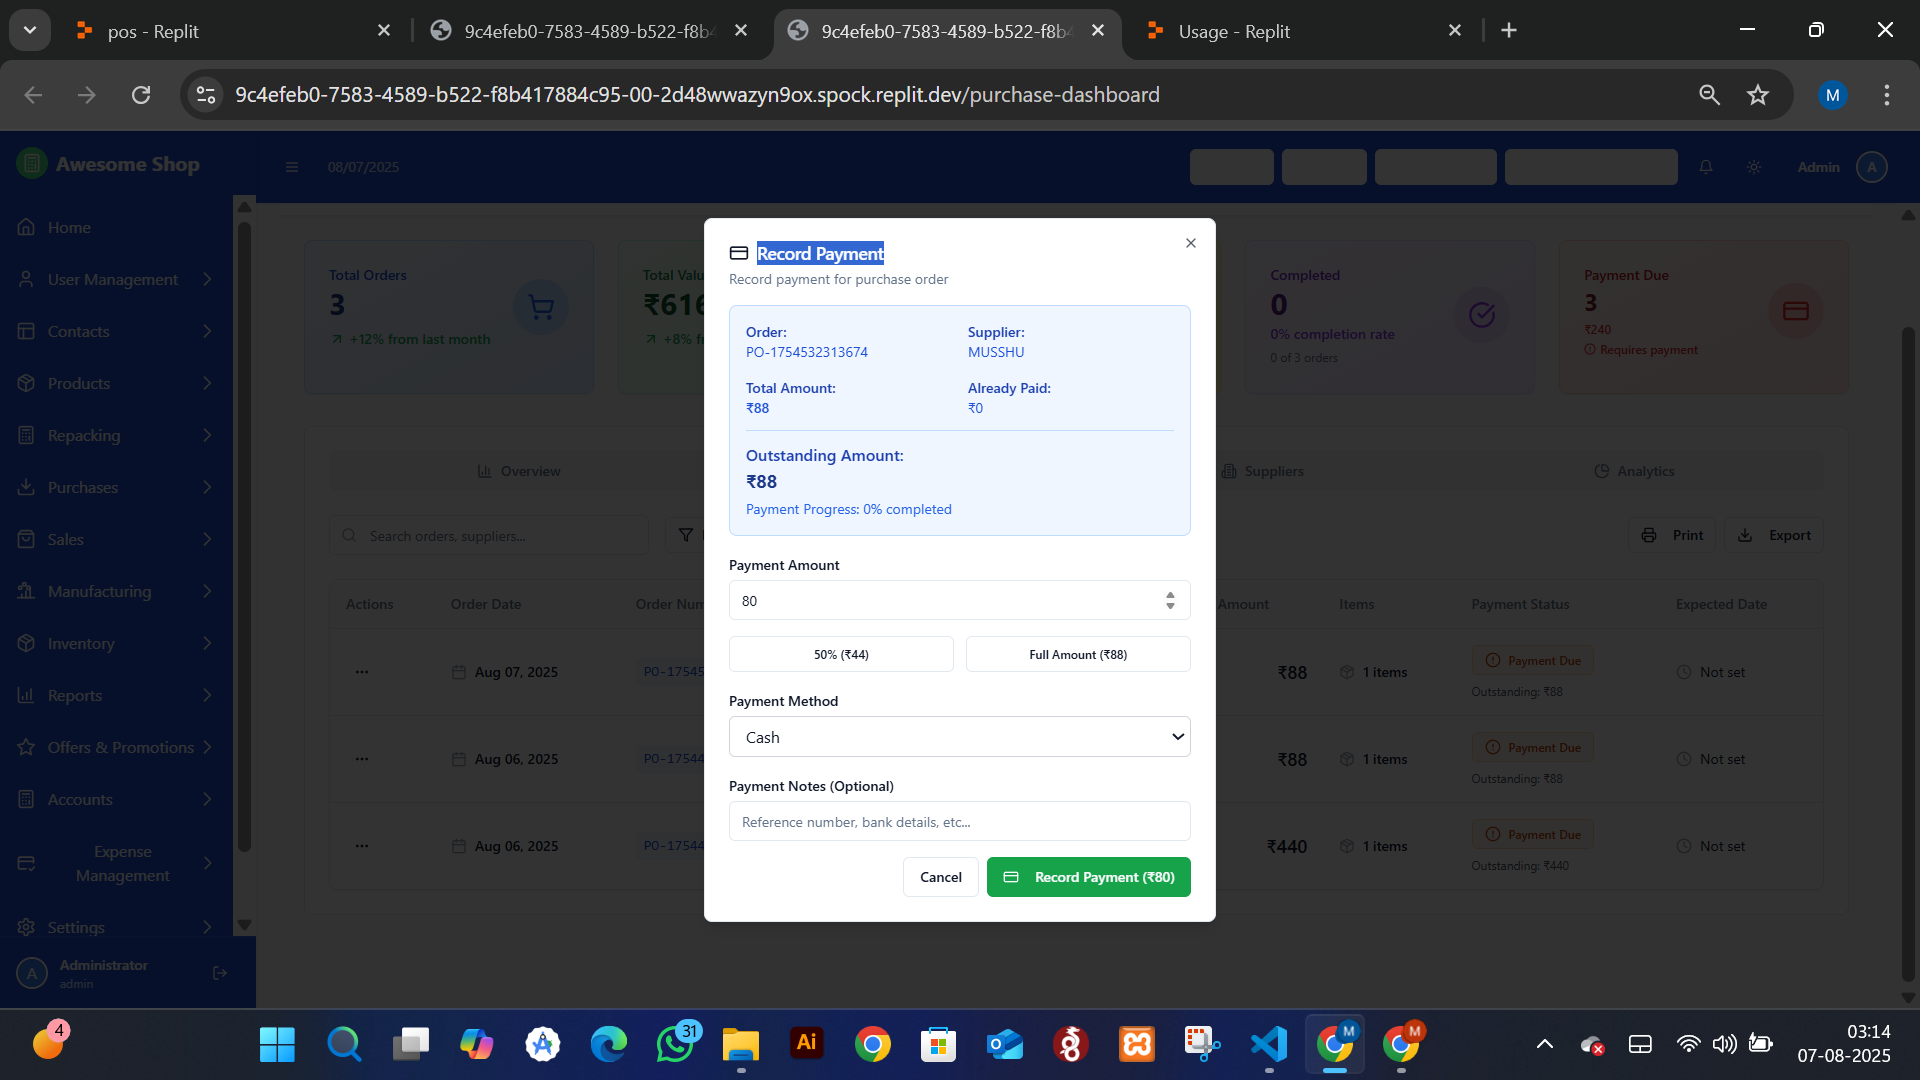 pos - Replit
9c4efeb0-7583-4589-b522-f8b4
9c4efeb0-7583-4589-b522-f8b4
Usage - Replit
9c4efeb0-7583-4589-b522-f8b417884c95-00-2d48wwazyn9ox.spock.replit.dev/purchase-dashboard
M
Awesome Shop
08/07/2025
Admin
A
Home
User Management
Contacts
Products
Repacking
Purchases
Sales
Manufacturing
Inventory
Reports
Offers & Promotions
Accounts
Expense
Management
Settings
A
Administrator
admin
Total Orders
3
+12% from last month
Total Valu
₹616
+8% f
Completed
0
0% completion rate
0 of 3 orders
Payment Due
3
₹240
Requires payment
Overview
Suppliers
Analytics
Search orders, suppliers...
Print
Export
Actions
Order Date
Order Num
Amount
Items
Payment Status
Expected Date
Aug 07, 2025
PO-17545
₹88
1 items
Payment Due
Outstanding: ₹88
Not set
Aug 06, 2025
PO-17544
₹88
1 items
Payment Due
Outstanding: ₹88
Not set
Aug 06, 2025
PO-17544
₹440
1 items
Payment Due
Outstanding: ₹440
Not set
Record Payment
Record payment for purchase order
Order:
PO-1754532313674
Supplier:
MUSSHU
Total Amount:
₹88
Already Paid:
₹0
Outstanding Amount:
₹88
Payment Progress: 0% completed
Payment Amount
80
50% (₹44)
Full Amount (₹88)
Payment Method
Cash
Payment Notes (Optional)
Reference number, bank details, etc...
Cancel
Record Payment (₹80)
4
31
Ai
M
M
03:14
07-08-2025